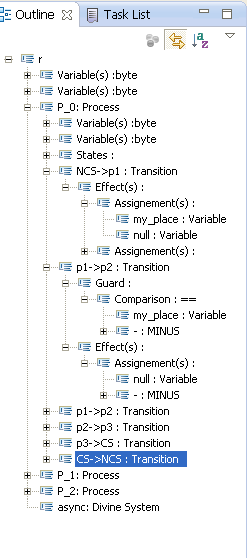 Outline Task List
r
Variable(s) :byte
Variable(s) :byte
P_0: Process
Variable(s) :byte
Variable(s) :byte
States :
NCS->p1 : Transition
Effect(s) :
Assignement(s) :
my_place : Variable
null : Variable
Assignement(s) :
p1->p2 : Transition
Guard :
Comparison : ==
my_place : Variable
- : MINUS
Effect(s) :
Assignement(s) :
null : Variable
- : MINUS
p1->p2 : Transition
p2->p3 : Transition
p3->CS : Transition
CS->NCS : Transition
P_1: Process
P_2: Process
async: Divine System